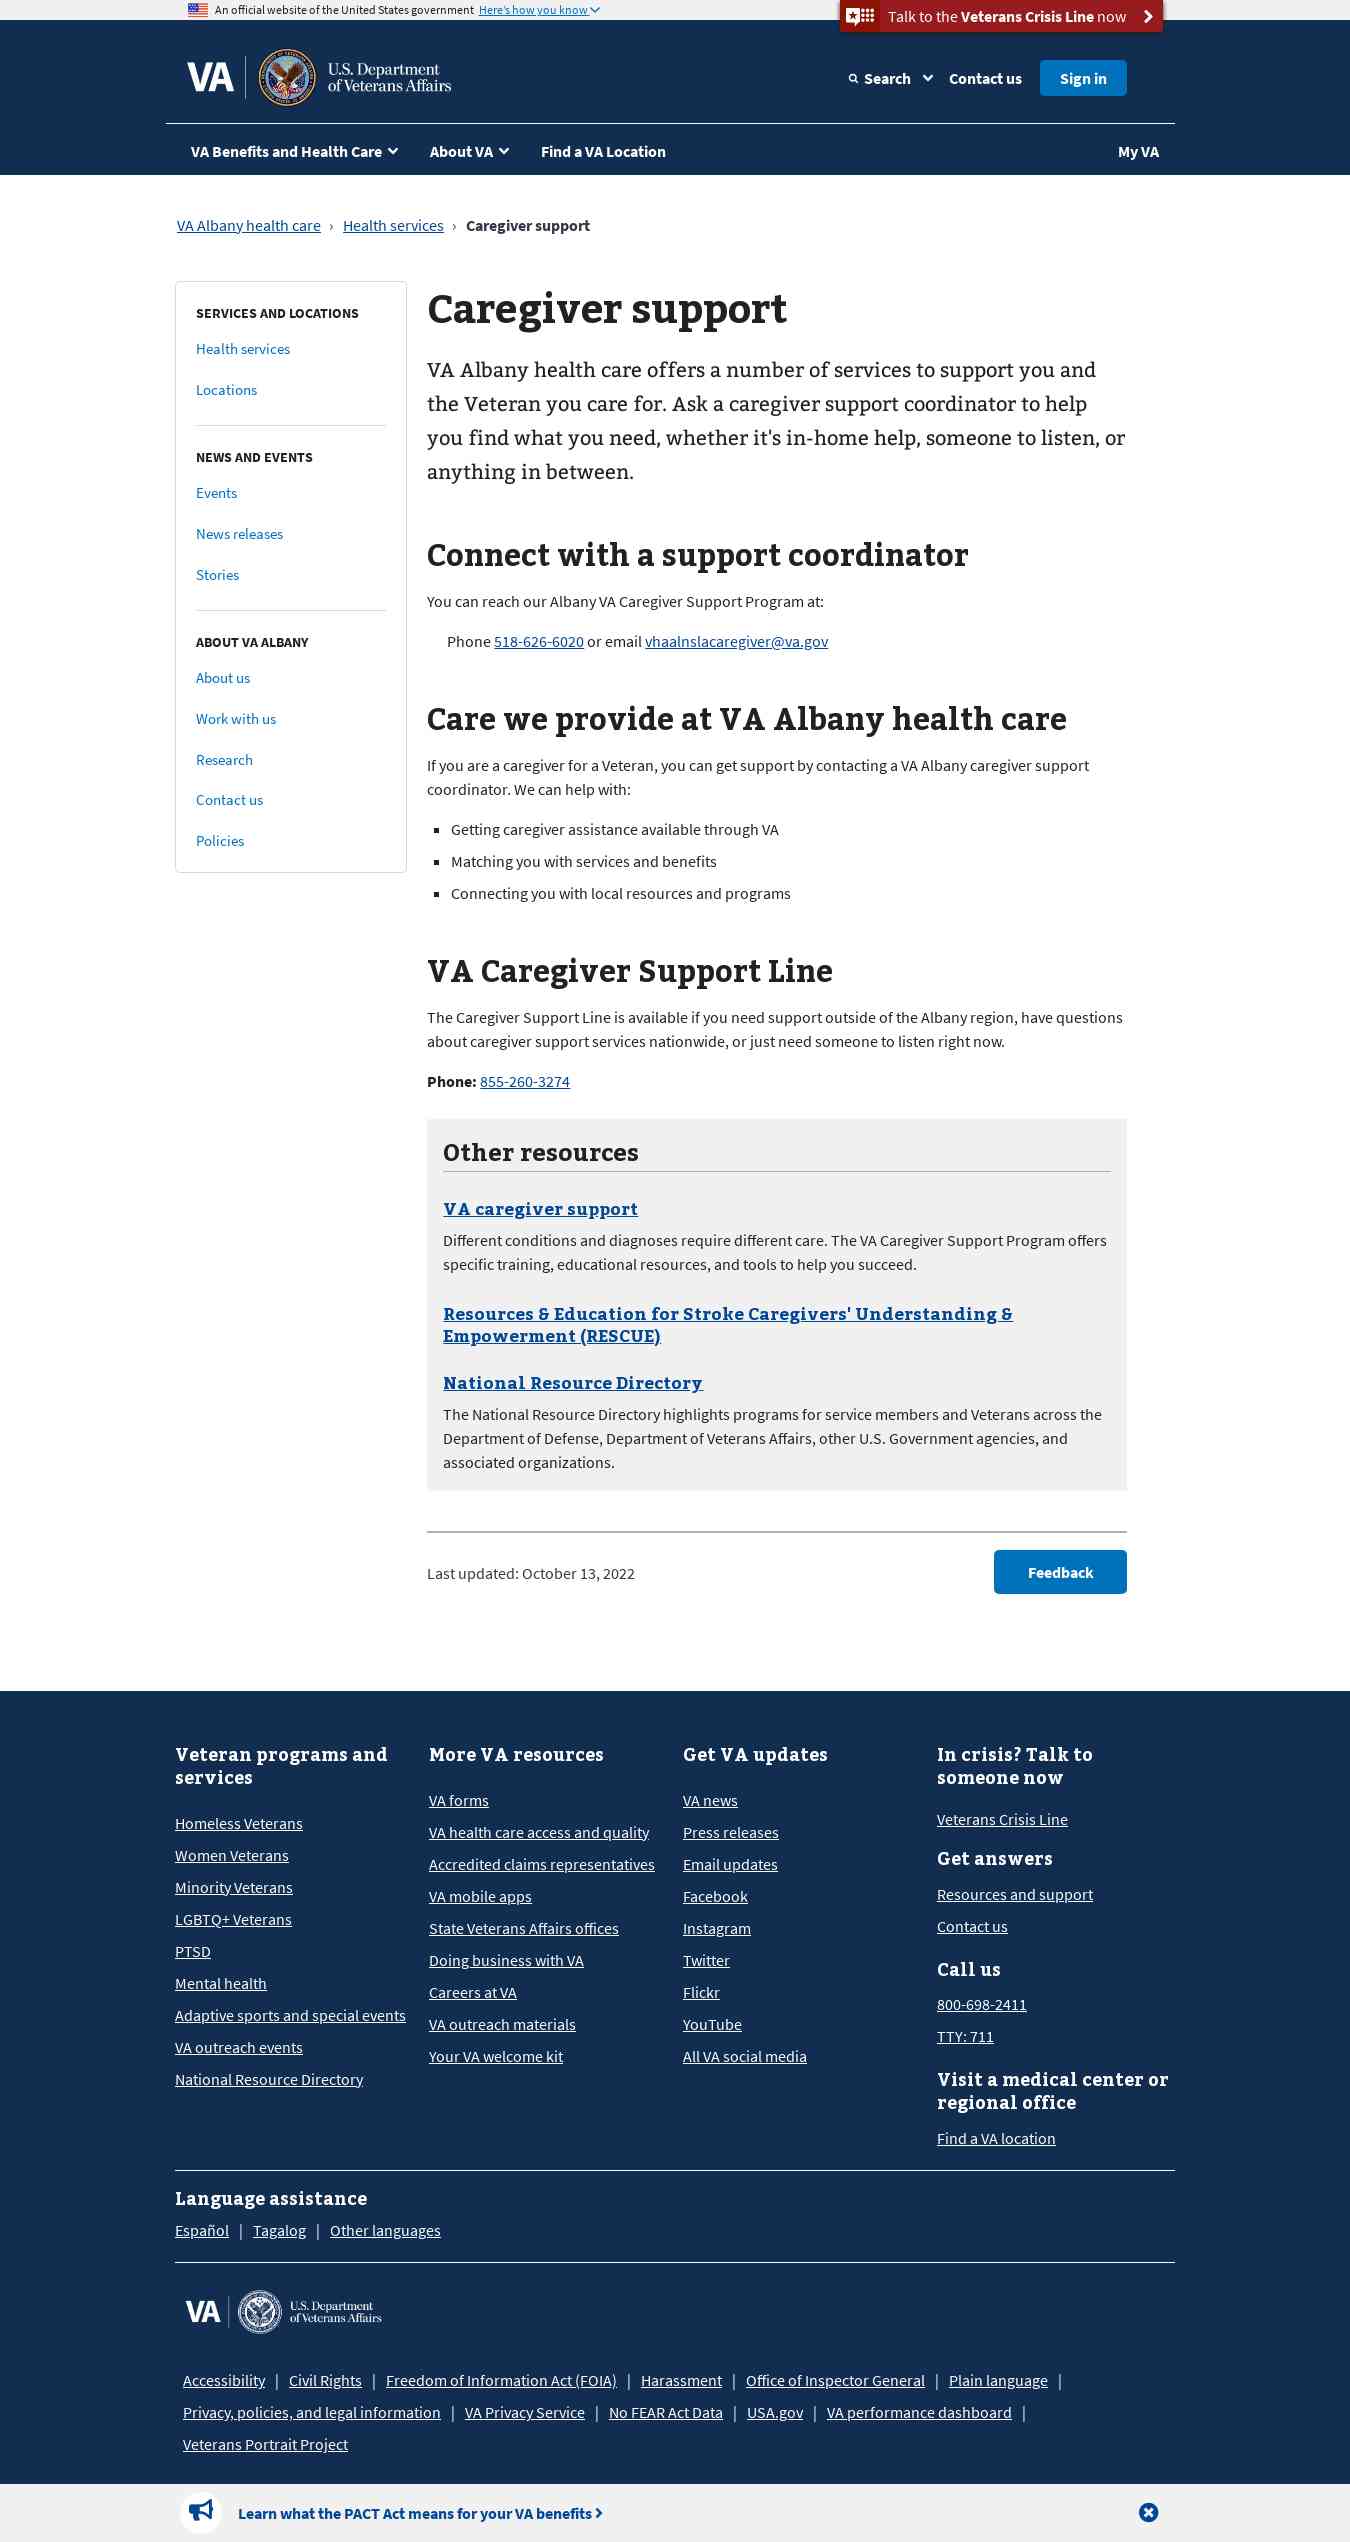 An official website of the United States government Here's how you know
Talk to the Veterans Crisis Line now
VA U.S. Department of Veterans Affairs
Search Contact us Sign in
VA Benefits and Health Care About VA Find a VA Location My VA
VA Albany health care › Health services › Caregiver support
SERVICES AND LOCATIONS
Health services
Locations
NEWS AND EVENTS
Events
News releases
Stories
ABOUT VA ALBANY
About us
Work with us
Research
Contact us
Policies
Caregiver support
VA Albany health care offers a number of services to support you and
the Veteran you care for. Ask a caregiver support coordinator to help
you find what you need, whether it's in-home help, someone to listen, or
anything in between.
Connect with a support coordinator
You can reach our Albany VA Caregiver Support Program at:
Phone 518-626-6020 or email vhaalnslacaregiver@va.gov
Care we provide at VA Albany health care
If you are a caregiver for a Veteran, you can get support by contacting a VA Albany caregiver support
coordinator. We can help with:
▪ Getting caregiver assistance available through VA
▪ Matching you with services and benefits
▪ Connecting you with local resources and programs
VA Caregiver Support Line
The Caregiver Support Line is available if you need support outside of the Albany region, have questions
about caregiver support services nationwide, or just need someone to listen right now.
Phone: 855-260-3274
Other resources
VA caregiver support
Different conditions and diagnoses require different care. The VA Caregiver Support Program offers
specific training, educational resources, and tools to help you succeed.
Resources & Education for Stroke Caregivers' Understanding &
Empowerment (RESCUE)
National Resource Directory
The National Resource Directory highlights programs for service members and Veterans across the
Department of Defense, Department of Veterans Affairs, other U.S. Government agencies, and
associated organizations.
Last updated: October 13, 2022
Feedback
Veteran programs and
services
Homeless Veterans
Women Veterans
Minority Veterans
LGBTQ+ Veterans
PTSD
Mental health
Adaptive sports and special events
VA outreach events
National Resource Directory
More VA resources
VA forms
VA health care access and quality
Accredited claims representatives
VA mobile apps
State Veterans Affairs offices
Doing business with VA
Careers at VA
VA outreach materials
Your VA welcome kit
Get VA updates
VA news
Press releases
Email updates
Facebook
Instagram
Twitter
Flickr
YouTube
All VA social media
In crisis? Talk to
someone now
Veterans Crisis Line
Get answers
Resources and support
Contact us
Call us
800-698-2411
TTY: 711
Visit a medical center or
regional office
Find a VA location
Language assistance
Español | Tagalog | Other languages
VA U.S. Department of Veterans Affairs
Accessibility | Civil Rights | Freedom of Information Act (FOIA) | Harassment | Office of Inspector General | Plain language |
Privacy, policies, and legal information | VA Privacy Service | No FEAR Act Data | USA.gov | VA performance dashboard |
Veterans Portrait Project
Learn what the PACT Act means for your VA benefits